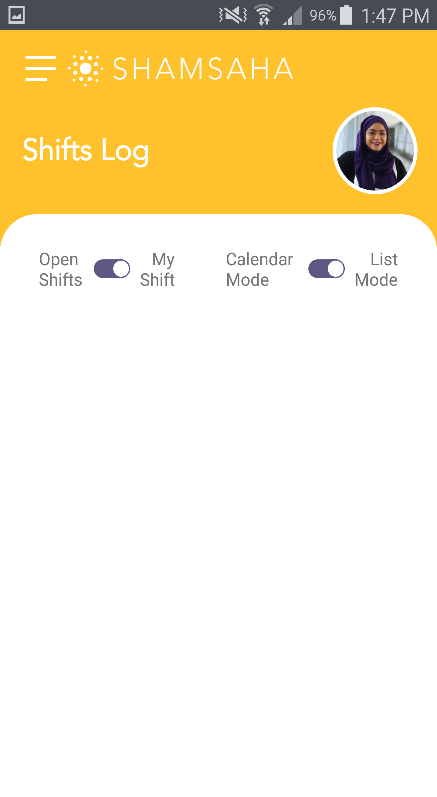 96% 1:47 PM
SHAMSAHA
Shifts Log
Open My Calendar List
Shifts Shift Mode Mode